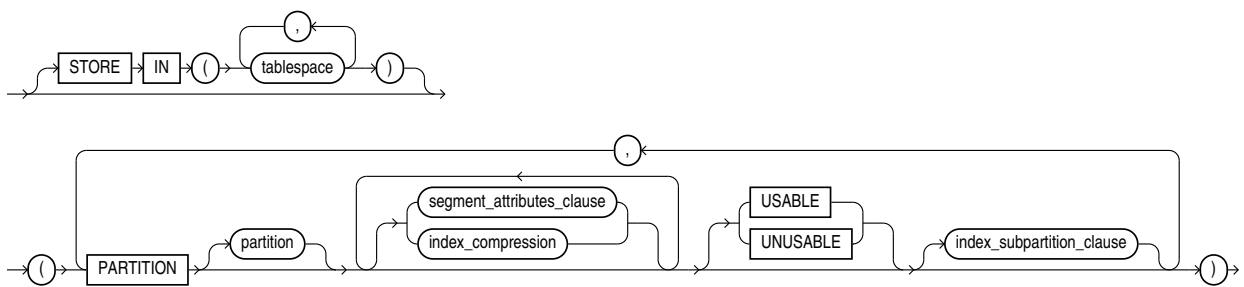 ,
STORE IN ( tablespace )
,
segment_attributes_clause USABLE
partition index_compression UNUSABLE index_subpartition_clause
( PARTITION )